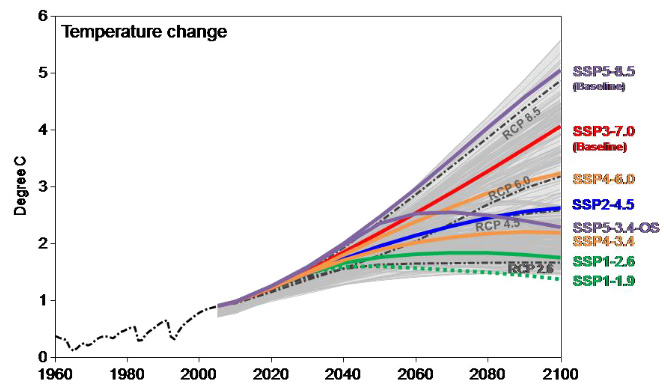 Temperature change
Degree C
6
5
4
3
2
1
0
1960
1980
2000
2020
2040
2060
2080
2100
RCP 8.5
RCP 6.0
RCP 4.5
RCP 2.6
SSP5-8.5
(Baseline)
SSP3-7.0
(Baseline)
SSP4-6.0
SSP2-4.5
SSP5-3.4-OS
SSP4-3.4
SSP1-2.6
SSP1-1.9